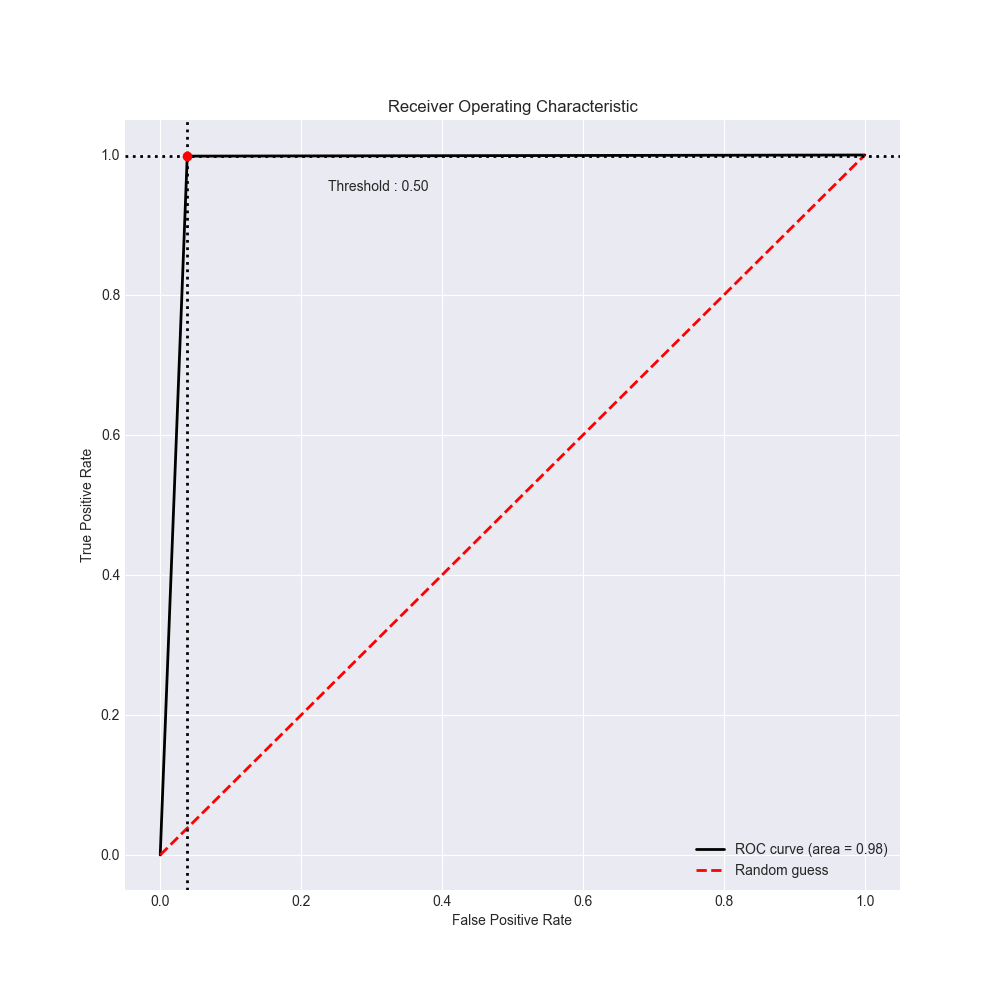 Receiver Operating Characteristic
1.0
Threshold : 0.50
0.8
0.6
True Positive Rate
0.4
0.2
0.0
ROC curve (area = 0.98)
Random guess
0.0 0.2 0.4 0.6 0.8 1.0
False Positive Rate